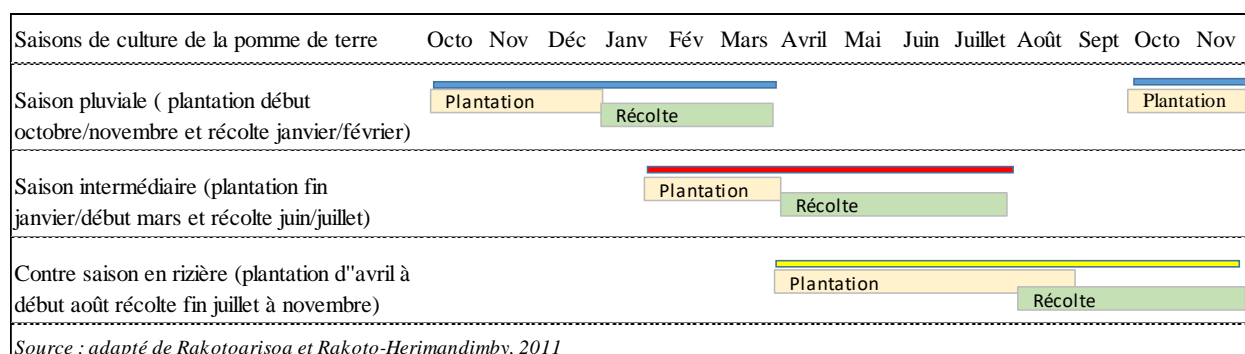 Saisons de culture de la pomme de terre Octo Nov Déc Janv Fév Mars Avril Mai Juin Juillet Août Sept Octo Nov
Saison pluviale ( plantation début
octobre/novembre et récolte janvier/février)
Plantation
Récolte
Plantation
Saison intermédiaire (plantation fin
janvier/début mars et récolte juin/juillet)
Plantation
Récolte
Contre saison en rizière (plantation d''avril à
début août récolte fin juillet à novembre)
Plantation
Récolte
Source : adapté de Rakotoarisoa et Rakoto-Herimandimby, 2011